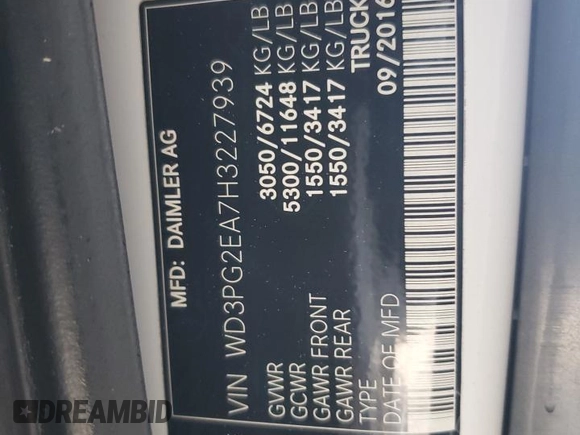 MFD: DAIMLER AG
VIN WD3PG2EA7H3227939
GVWR 3050/6724 KG/LB
GCWR 5300/11648 KG/LB
GAWR FRONT 1550/3417 KG/LB
GAWR REAR 1550/3417 KG/LB
TYPE TRUCK
DATE OF MFD 09/2016
DREAMBID